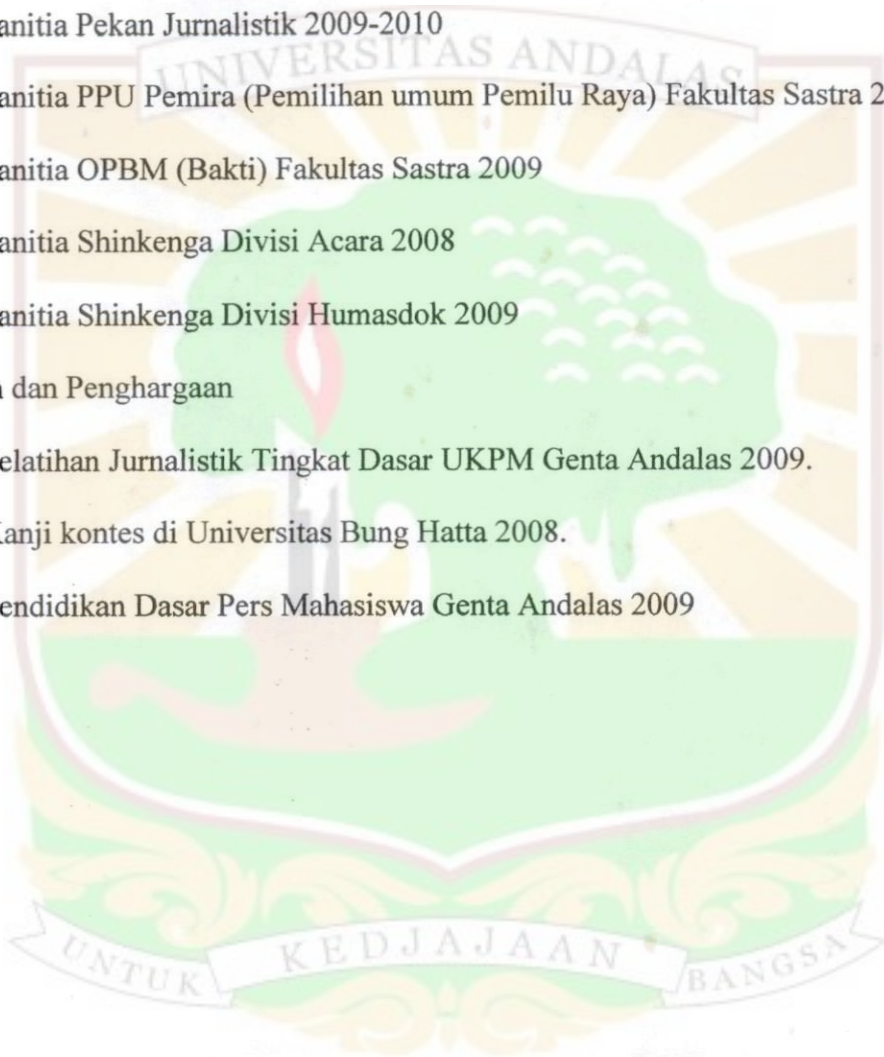 anitia Pekan Jurnalistik 2009-2010
UNIVERSITAS ANDALAS
anitia PPU Pemira (Pemilihan umum Pemilu Raya) Fakultas Sastra 2
anitia OPBM (Bakti) Fakultas Sastra 2009
anitia Shinkenga Divisi Acara 2008
anitia Shinkenga Divisi Humasdok 2009
dan Penghargaan
elatihan Jurnalistik Tingkat Dasar UKPM Genta Andalas 2009.
Kanji kontes di Universitas Bung Hatta 2008.
endidikan Dasar Pers Mahasiswa Genta Andalas 2009
UNTUK KEDJAJAAN BANGSA